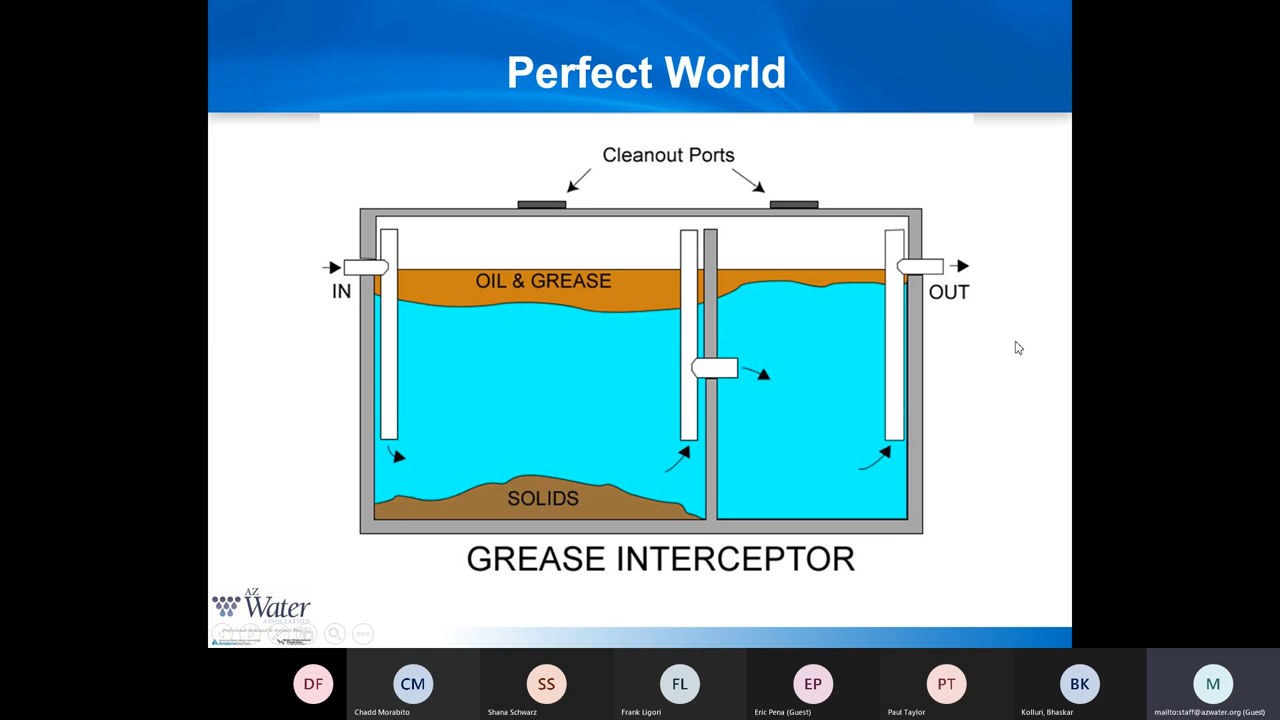 Perfect World
Cleanout Ports
IN
OIL & GREASE
OUT
SOLIDS
GREASE INTERCEPTOR
AZ
Water
ASSOCIATION
DF
CM
SS
FL
EP
PT
BK
M
Chadd Morabito
Shana Schwarz
Frank Ligori
Eric Pena (Guest)
Paul Taylor
Kolluri, Bhaskar
mailto:staff@azwater.org (Guest)